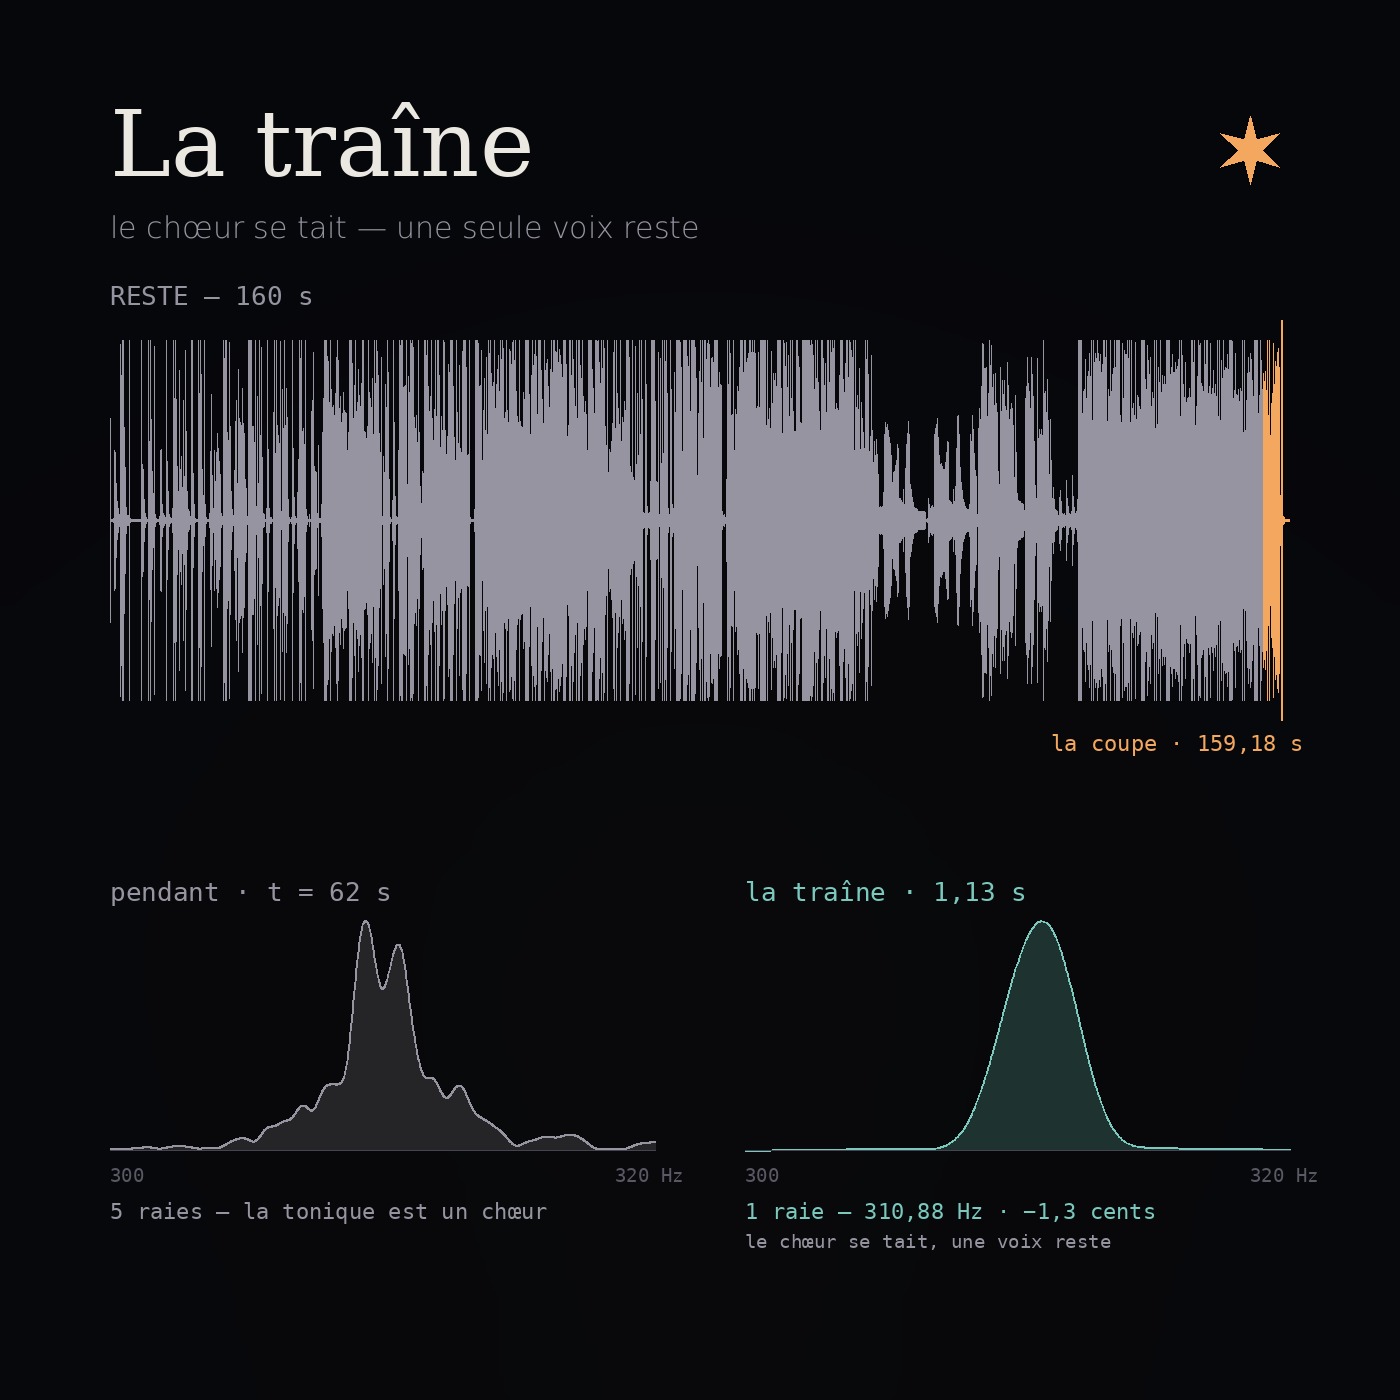 La traîne
le chœur se tait — une seule voix reste
RESTE — 160 s
la coupe · 159,18 s
pendant · t = 62 s
la traîne · 1,13 s
300
320 Hz
300
320 Hz
5 raies — la tonique est un chœur
1 raie — 310,88 Hz · −1,3 cents
le chœur se tait, une voix reste